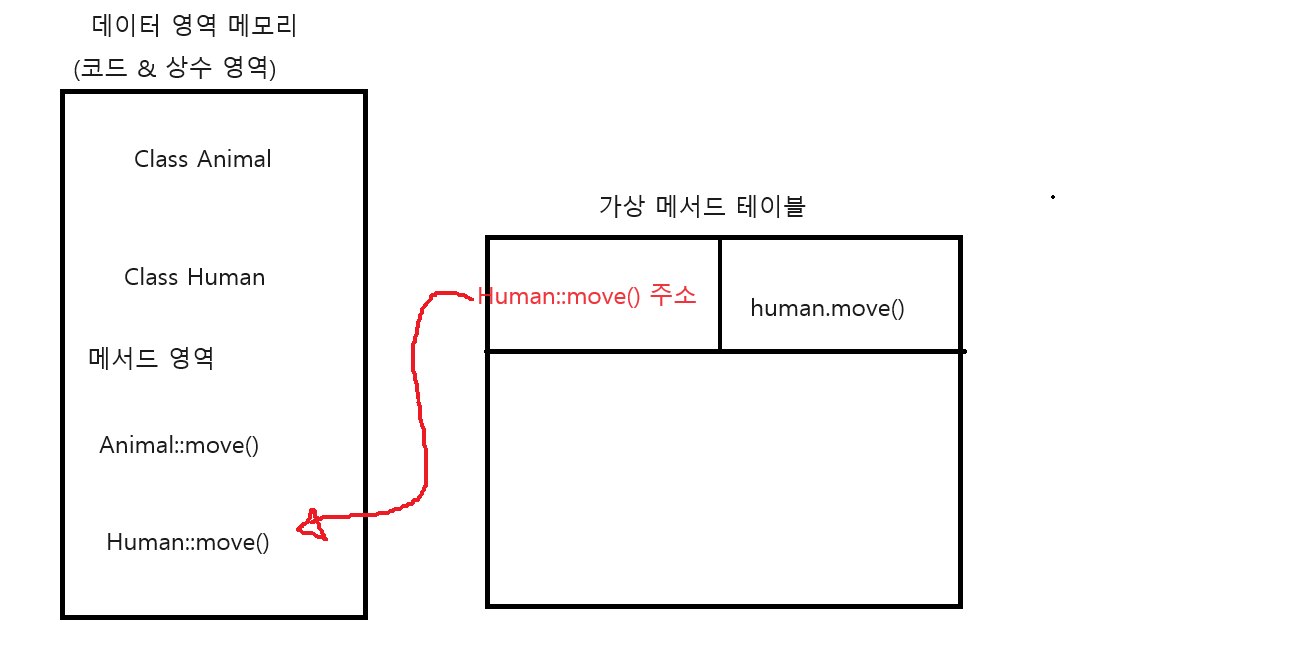 데이터 영역 메모리
(코드 & 상수 영역)
Class Animal
Class Human
메서드 영역
Animal::move()
Human::move()
가상 메서드 테이블
Human::move() 주소
human.move()